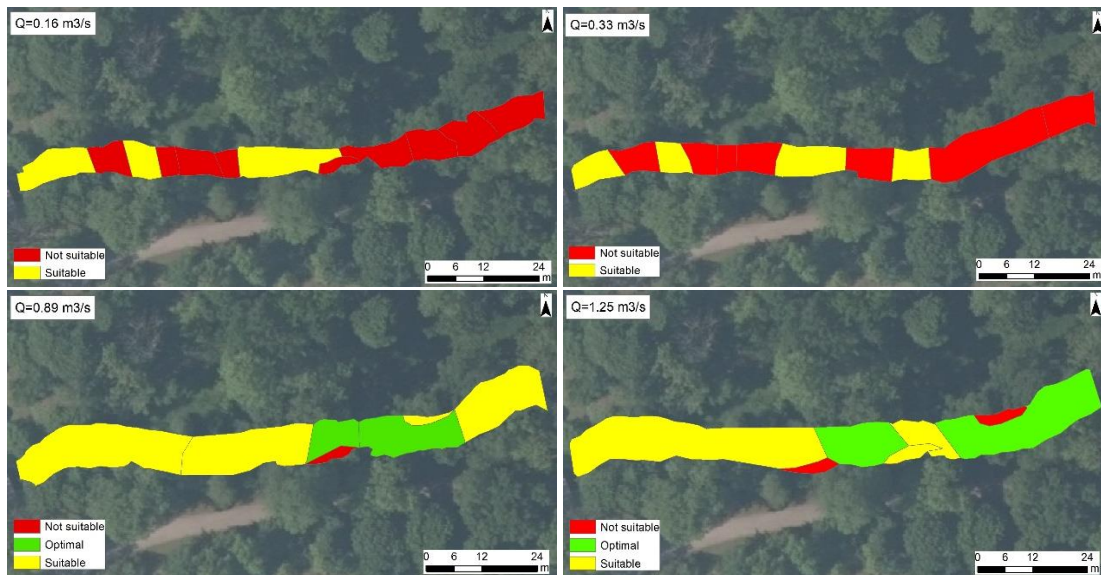 Q=0.16 m3/s
Not suitable
Suitable
0 6 12 24
m
Q=0.33 m3/s
Not suitable
Suitable
0 6 12 24
m
Q=0.89 m3/s
Not suitable
Optimal
Suitable
0 6 12 24
m
Q=1.25 m3/s
Not suitable
Optimal
Suitable
0 6 12 24
m